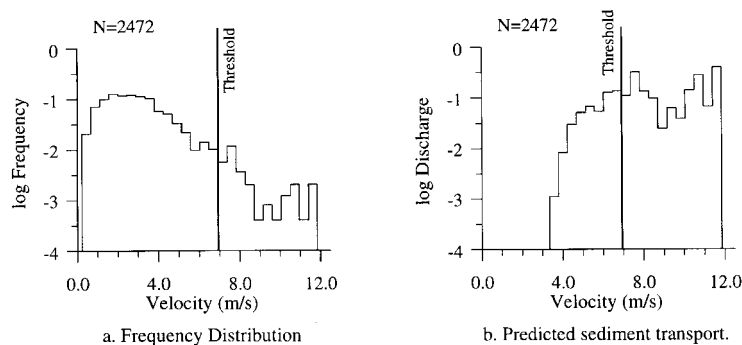 N=2472
Threshold
0
-1
-2
-3
-4
log Frequency
0.0 4.0 8.0 12.0
Velocity (m/s)
a. Frequency Distribution
N=2472
Threshold
0
-1
-2
-3
-4
log Discharge
0.0 4.0 8.0 12.0
Velocity (m/s)
b. Predicted sediment transport.